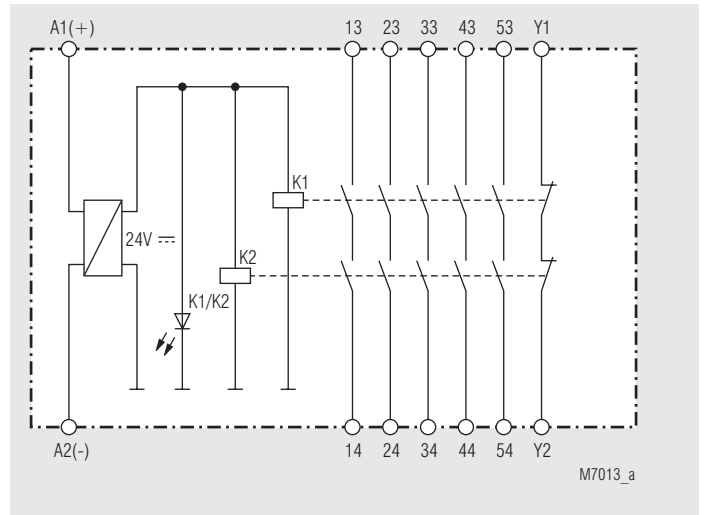 A1(+) 13 23 33 43 53 Y1
K1
24V
K2
K1/K2
A2(-) 14 24 34 44 54 Y2
M7013_a